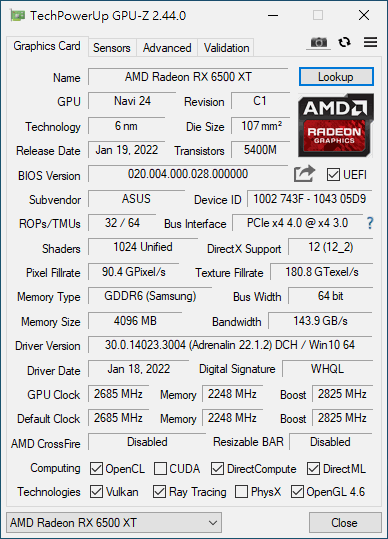 TechPowerUp GPU-Z 2.44.0
Graphics Card Sensors Advanced Validation
Name AMD Radeon RX 6500 XT Lookup
GPU Navi 24 Revision C1
AMD
RADEON
GRAPHICS
Technology 6 nm Die Size 107 mm²
Release Date Jan 19, 2022 Transistors 5400M
BIOS Version 020.004.000.028.000000 UEFI
Subvendor ASUS Device ID 1002 743F - 1043 05D9
ROPs/TMUs 32 / 64 Bus Interface PCIe x4 4.0 @ x4 3.0 ?
Shaders 1024 Unified DirectX Support 12 (12_2)
Pixel Fillrate 90.4 GPixel/s Texture Fillrate 180.8 GTexel/s
Memory Type GDDR6 (Samsung) Bus Width 64 bit
Memory Size 4096 MB Bandwidth 143.9 GB/s
Driver Version 30.0.14023.3004 (Adrenalin 22.1.2) DCH / Win10 64
Driver Date Jan 18, 2022 Digital Signature WHQL
GPU Clock 2685 MHz Memory 2248 MHz Boost 2825 MHz
Default Clock 2685 MHz Memory 2248 MHz Boost 2825 MHz
AMD CrossFire Disabled Resizable BAR Disabled
Computing OpenCL CUDA DirectCompute DirectML
Technologies Vulkan Ray Tracing PhysX OpenGL 4.6
AMD Radeon RX 6500 XT Close